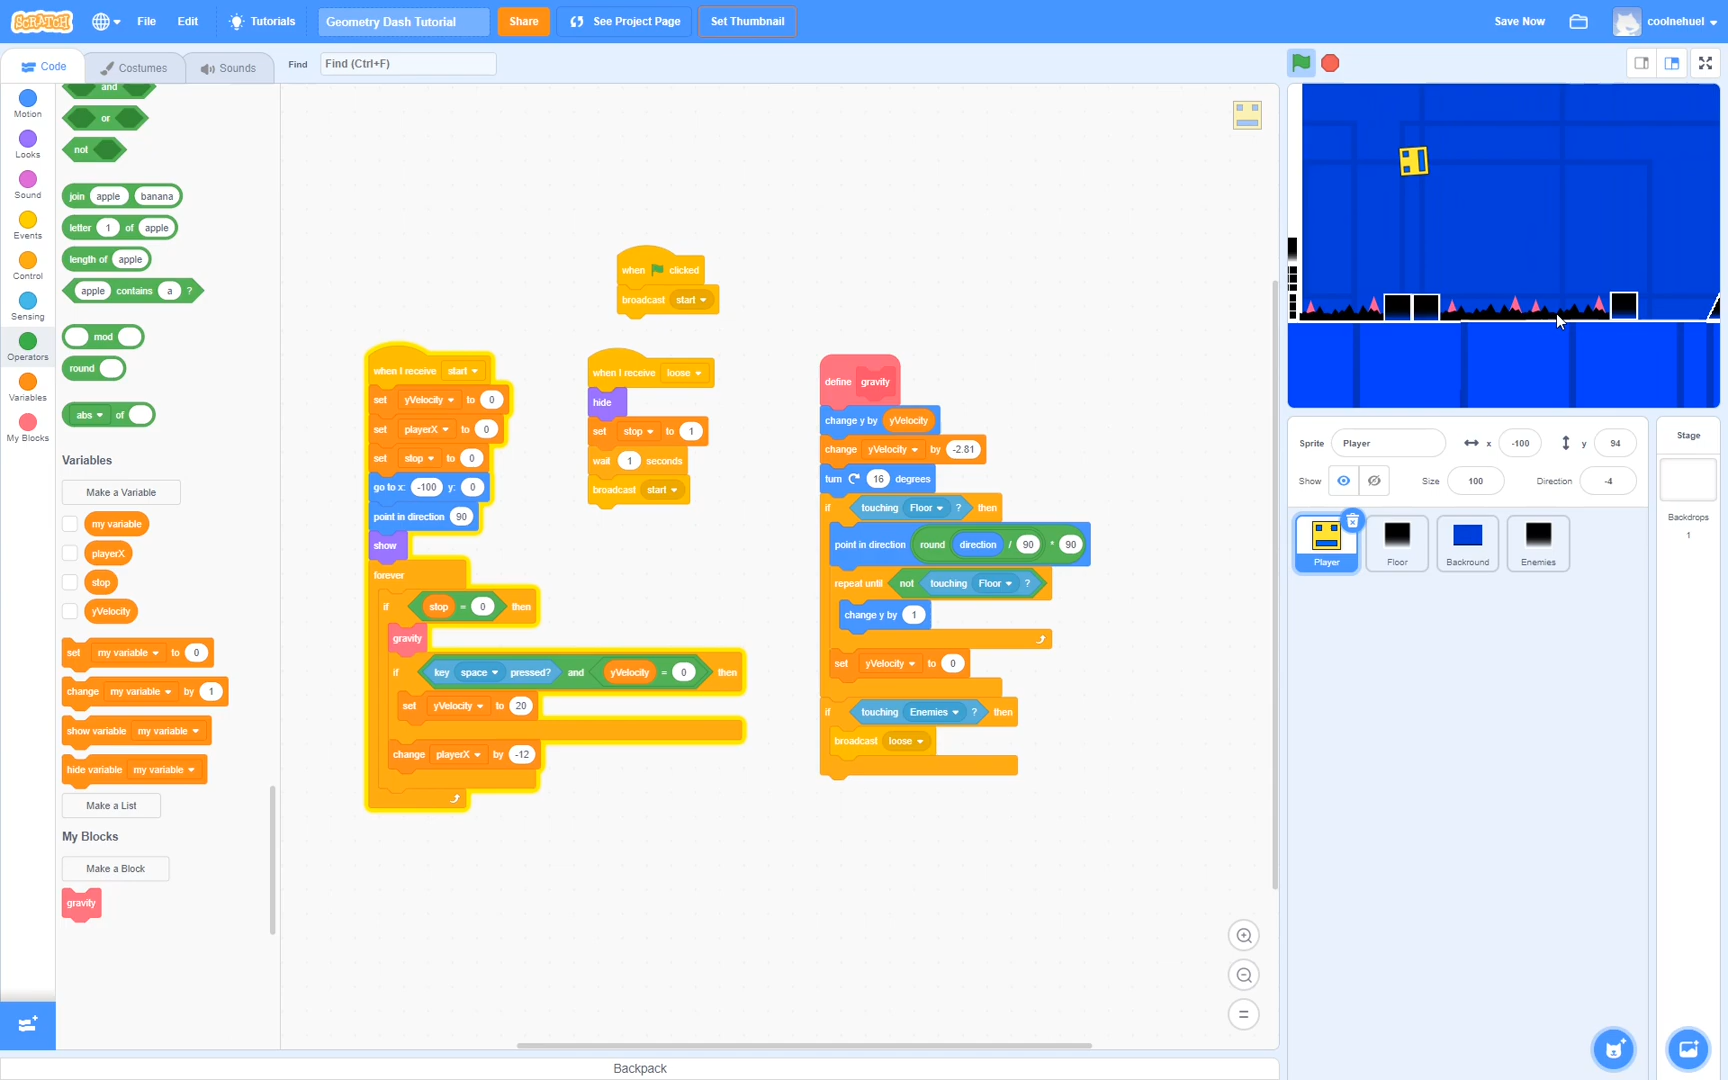 SCRATCH File Edit Tutorials Geometry Dash Tutorial Share See Project Page Set Thumbnail Save Now coolnehuel
Code Costumes Sounds Find Find (Ctrl+F)
Motion
Looks
Sound
Events
Control
Sensing
Operators
Variables
My Blocks
and
or
not
join apple banana
letter 1 of apple
length of apple
apple contains a ?
mod
round
abs of
Variables
Make a Variable
my variable
playerX
stop
yVelocity
set my variable to 0
change my variable by 1
show variable my variable
hide variable my variable
Make a List
My Blocks
Make a Block
gravity
when clicked
broadcast start
when I receive start
set yVelocity to 0
set playerX to 0
set stop to 0
go to x: -100 y: 0
point in direction 90
show
forever
if stop = 0 then
gravity
if key space pressed? and yVelocity = 0 then
set yVelocity to 20
change playerX by -12
when I receive loose
hide
set stop to 1
wait 1 seconds
broadcast start
define gravity
change y by yVelocity
change yVelocity by -2.81
turn 16 degrees
if touching Floor ? then
point in direction round direction / 90 * 90
repeat until not touching Floor ?
change y by 1
set yVelocity to 0
if touching Enemies ? then
broadcast loose
Sprite Player x -100 y 94
Show Size 100 Direction -4
Player Floor Backround Enemies
Stage
Backdrops
1
Backpack